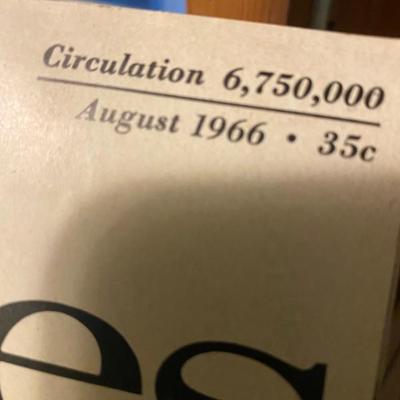 Circulation 6,750,000
August 1966 • 35c
es